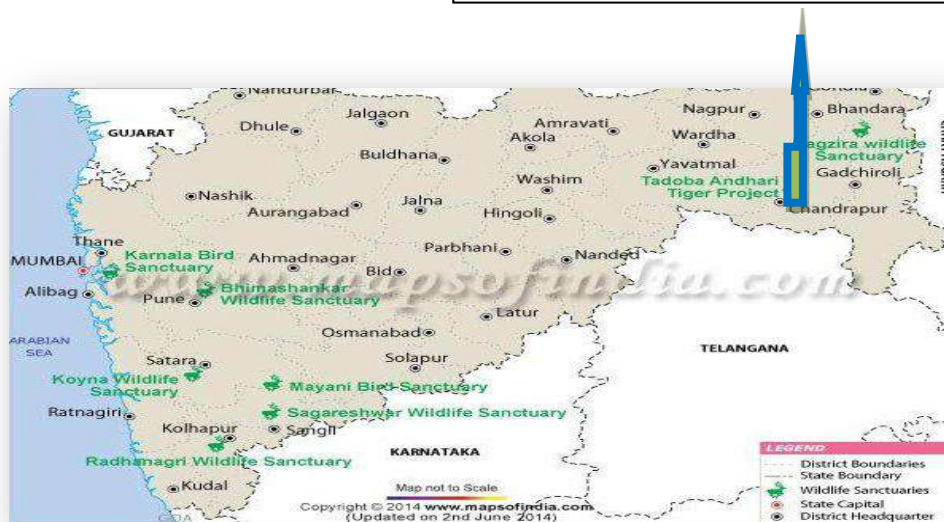 Nandurbar
GUJARAT
Dhule
Jalgaon
Buldhana
Akola
Amravati
Nagpur
Wardha
Bhandara
Wildlife
Sanctuary
Yavatmal
Gadchiroli
Tadoba Andhari
Tiger Project
Chandrapur
Washim
Nashik
Aurangabad
Jalna
Hingoli
Parbhani
Nanded
Thane
MUMBAI
Karnala Bird
Sanctuary
Ahmadnagar
Bid
www.mapsofindia.com
Alibag
Pune
Bhimashankar
Wildlife Sanctuary
Latur
Osmanabad
ARABIAN
SEA
Satara
Solapur
TELANGANA
Koyna Wildlife
Sanctuary
Mayani Bird Sanctuary
Ratnagiri
Sagareshwar Wildlife Sanctuary
Kolhapur
Sangli
KARNATAKA
Radhanagri Wildlife Sanctuary
Kudal
GOA
Map not to Scale
Copyright © 2014 www.mapsofindia.com
(Updated on 2nd June 2014)
LEGEND
District Boundaries
State Boundary
Wildlife Sanctuaries
State Capital
District Headquarter